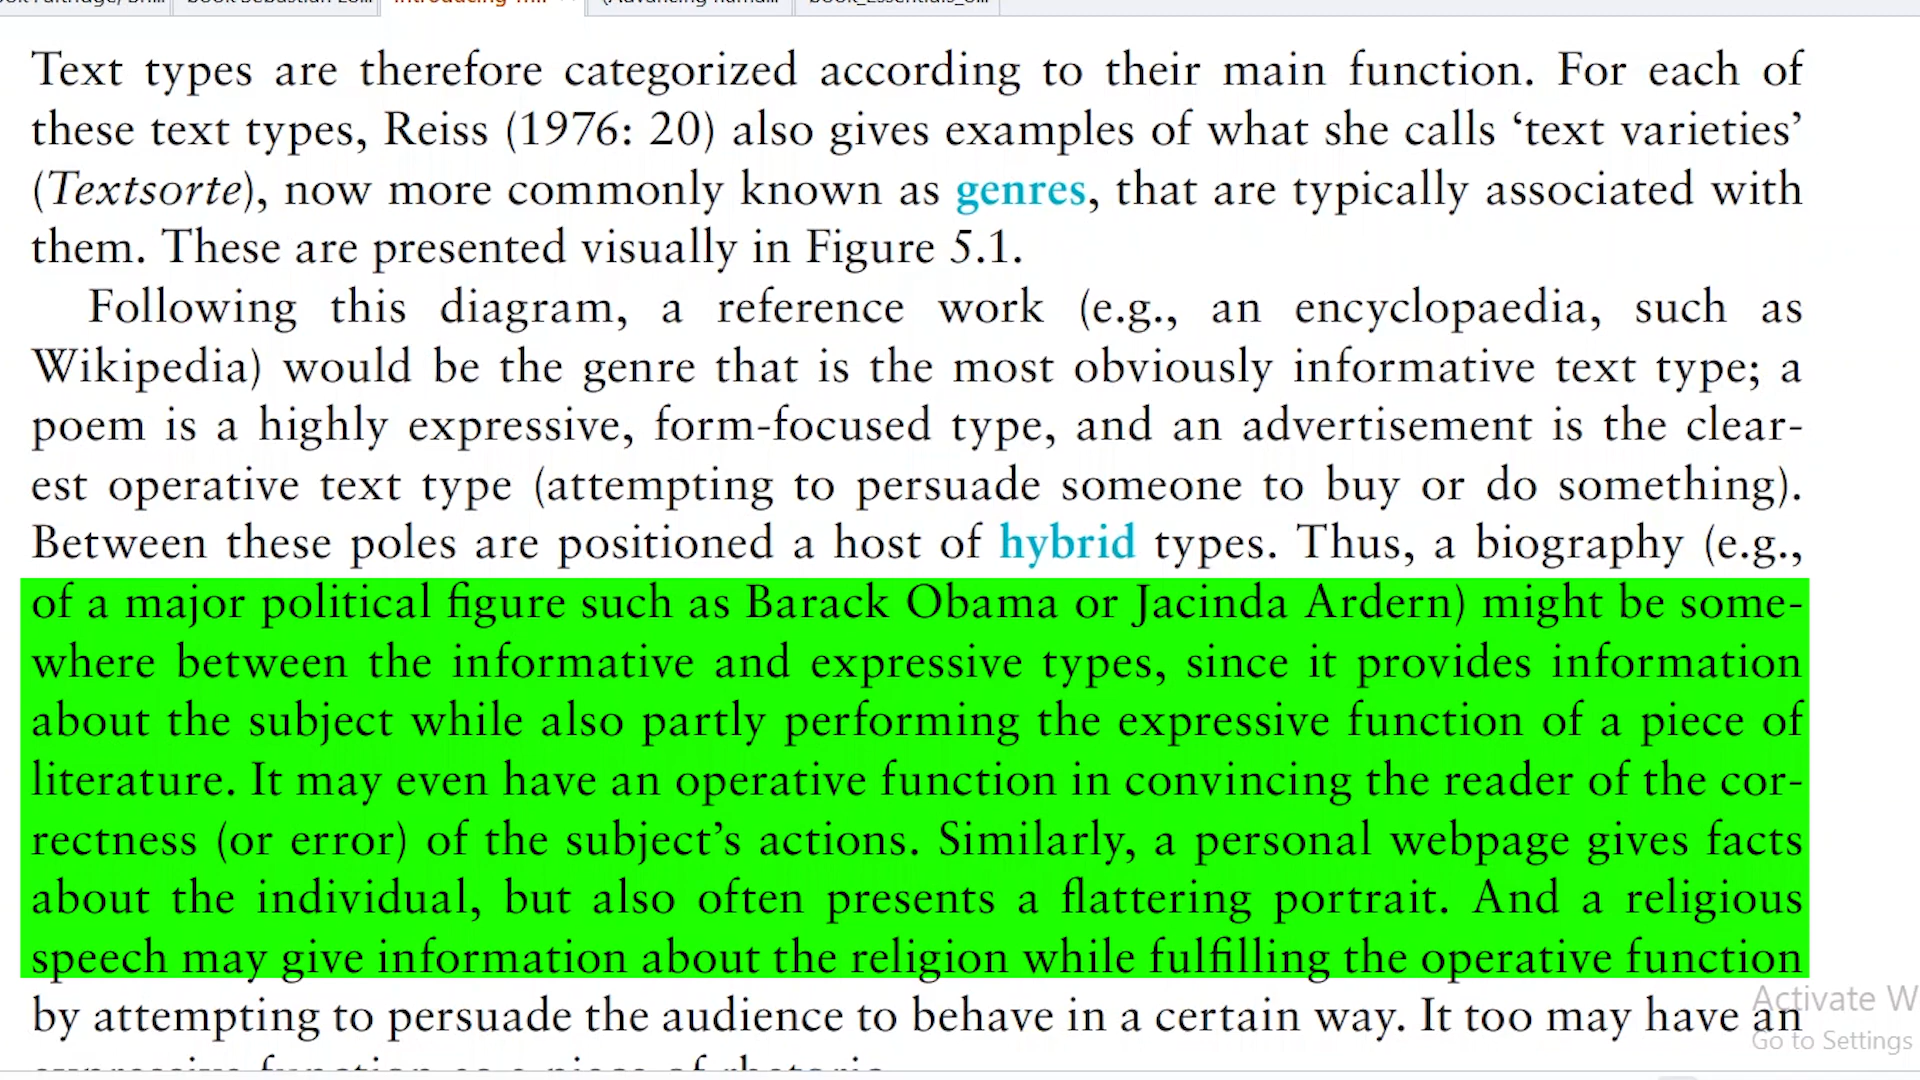 book Sebastian
Introducing
(Advancing
book_Essentials_
Text types are therefore categorized according to their main function. For each of
these text types, Reiss (1976: 20) also gives examples of what she calls ‘text varieties’
(Textsorte), now more commonly known as genres, that are typically associated with
them. These are presented visually in Figure 5.1.
Following this diagram, a reference work (e.g., an encyclopaedia, such as
Wikipedia) would be the genre that is the most obviously informative text type; a
poem is a highly expressive, form-focused type, and an advertisement is the clear-
est operative text type (attempting to persuade someone to buy or do something).
Between these poles are positioned a host of hybrid types. Thus, a biography (e.g.,
of a major political figure such as Barack Obama or Jacinda Ardern) might be some-
where between the informative and expressive types, since it provides information
about the subject while also partly performing the expressive function of a piece of
literature. It may even have an operative function in convincing the reader of the cor-
rectness (or error) of the subject’s actions. Similarly, a personal webpage gives facts
about the individual, but also often presents a flattering portrait. And a religious
speech may give information about the religion while fulfilling the operative function
by attempting to persuade the audience to behave in a certain way. It too may have an
expressive function as a piece of rhetoric.
Activate W
Go to Settings